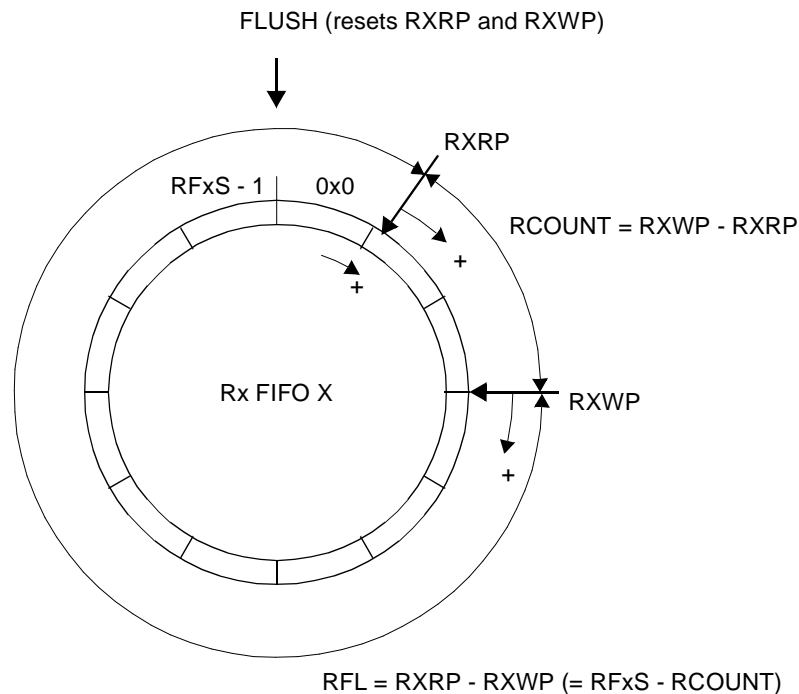 FLUSH (resets RXRP and RXWP)
RXRP
RFxS - 1
0x0
RCOUNT = RXWP - RXRP
+
+
Rx FIFO X
RXWP
+
RFL = RXRP - RXWP (= RFxS - RCOUNT)